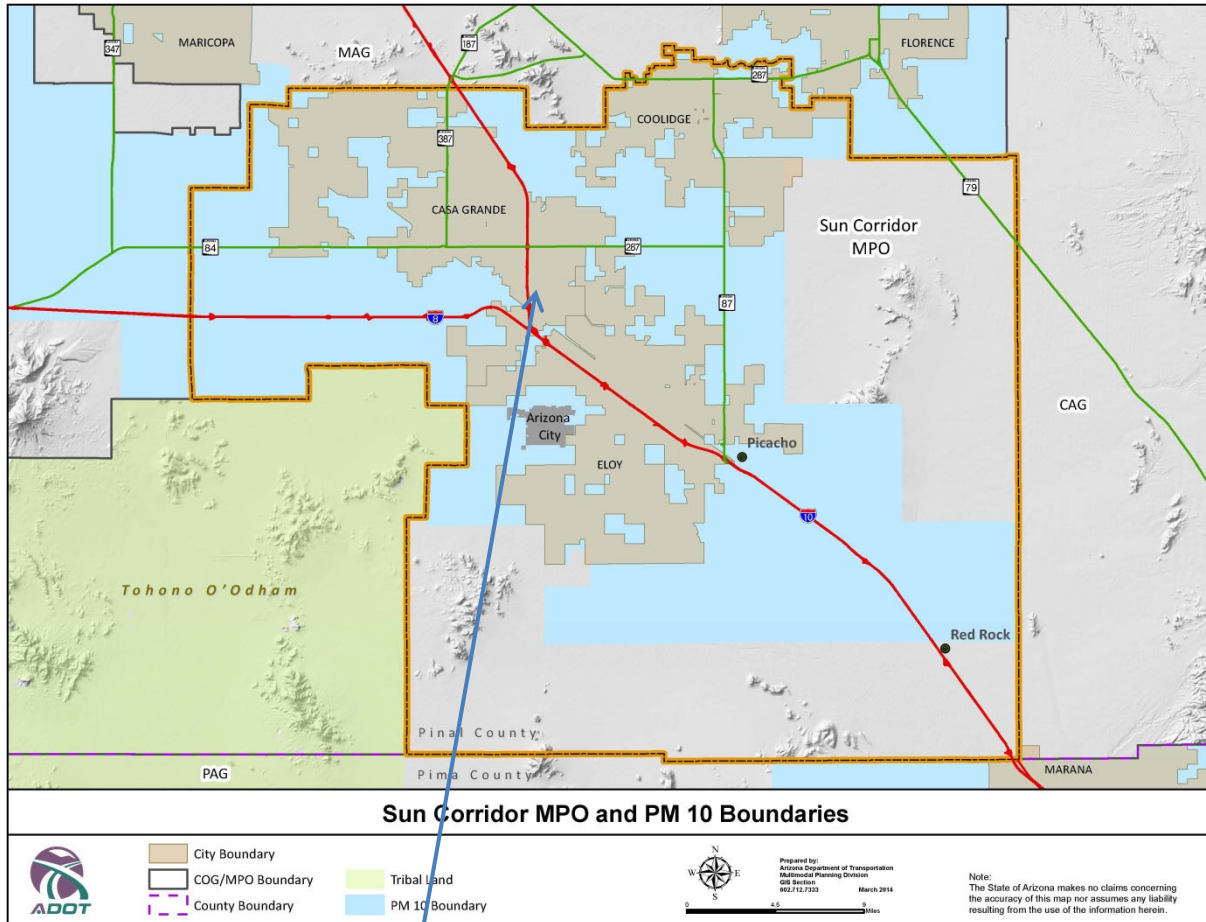 347
MARICOPA
MAG
187
FLORENCE
287
COOLIDGE
387
79
CASA GRANDE
Sun Corridor
MPO
84
287
87
8
CAG
Arizona
City
Picacho
ELOY
10
Tohono O'Odham
Red Rock
Pinal County
PAG
Pima County
MARANA
Sun Corridor MPO and PM 10 Boundaries
ADOT
City Boundary
COG/MPO Boundary
County Boundary
Tribal Land
PM 10 Boundary
N
W
E
S
Prepared by:
Arizona Department of Transportation
Multimodal Planning Division
GIS Section
602.712.7333 March 2014
0 4.5 9
Miles
Note:
The State of Arizona makes no claims concerning
the accuracy of this map nor assumes any liability
resulting from the use of the information herein.